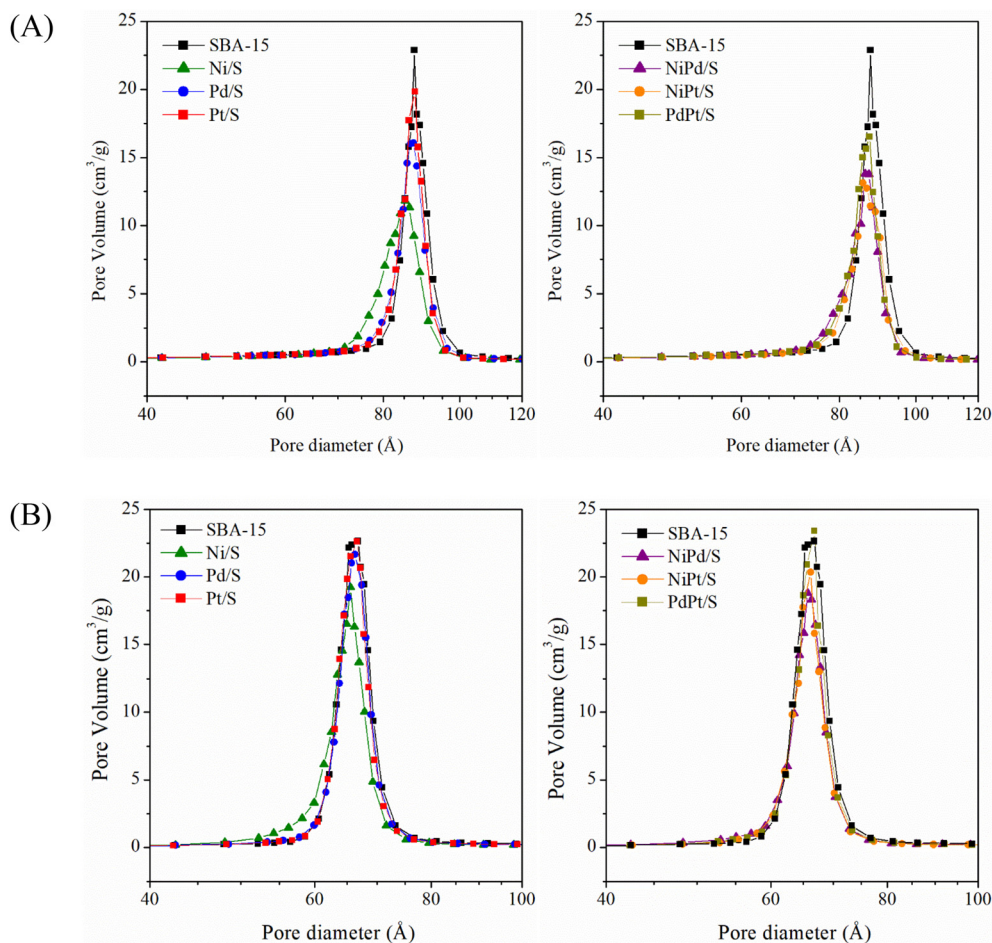 (A)
25
20
15
10
5
0
Pore Volume (cm³/g)
SBA-15
Ni/S
Pd/S
Pt/S
40 60 80 100 120
Pore diameter (Å)
25
20
15
10
5
0
Pore Volume (cm³/g)
SBA-15
NiPd/S
NiPt/S
PdPt/S
40 60 80 100 120
Pore diameter (Å)
(B)
25
20
15
10
5
0
Pore Volume (cm³/g)
SBA-15
Ni/S
Pd/S
Pt/S
40 60 80 100
Pore diameter (Å)
25
20
15
10
5
0
Pore Volume (cm³/g)
SBA-15
NiPd/S
NiPt/S
PdPt/S
40 60 80 100
Pore diameter (Å)